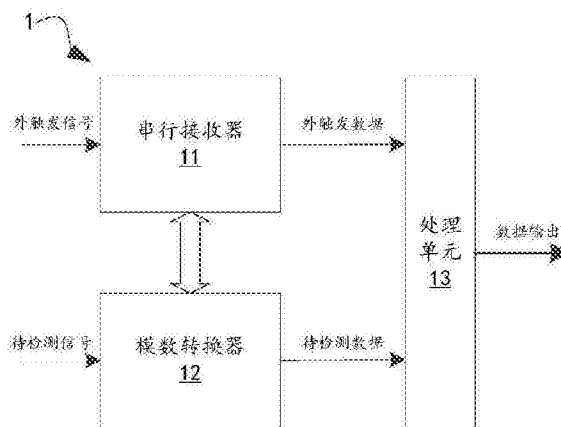 1
外触发信号
串行接收器
11
外触发数据
处理
单元
13
数据输出
待检测信号
模数转换器
12
待检测数据